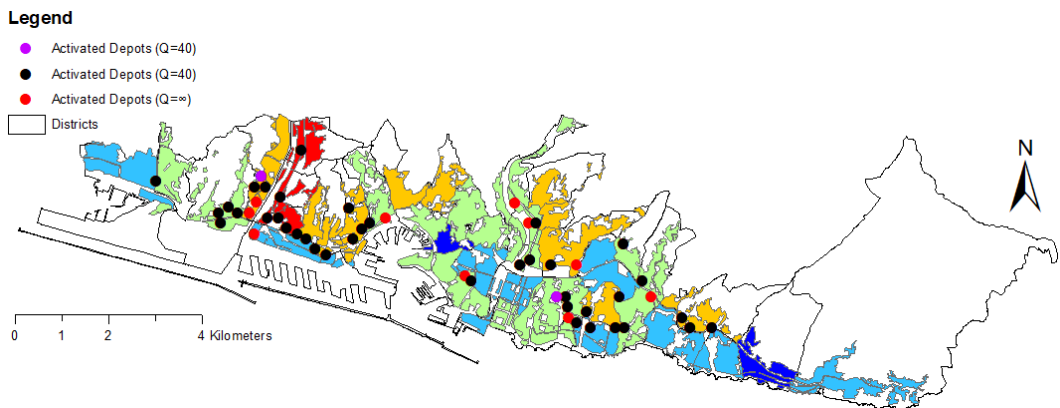 Legend
Activated Depots (Q=40)
Activated Depots (Q=40)
Activated Depots (Q=∞)
Districts
N
0 1 2 4 Kilometers